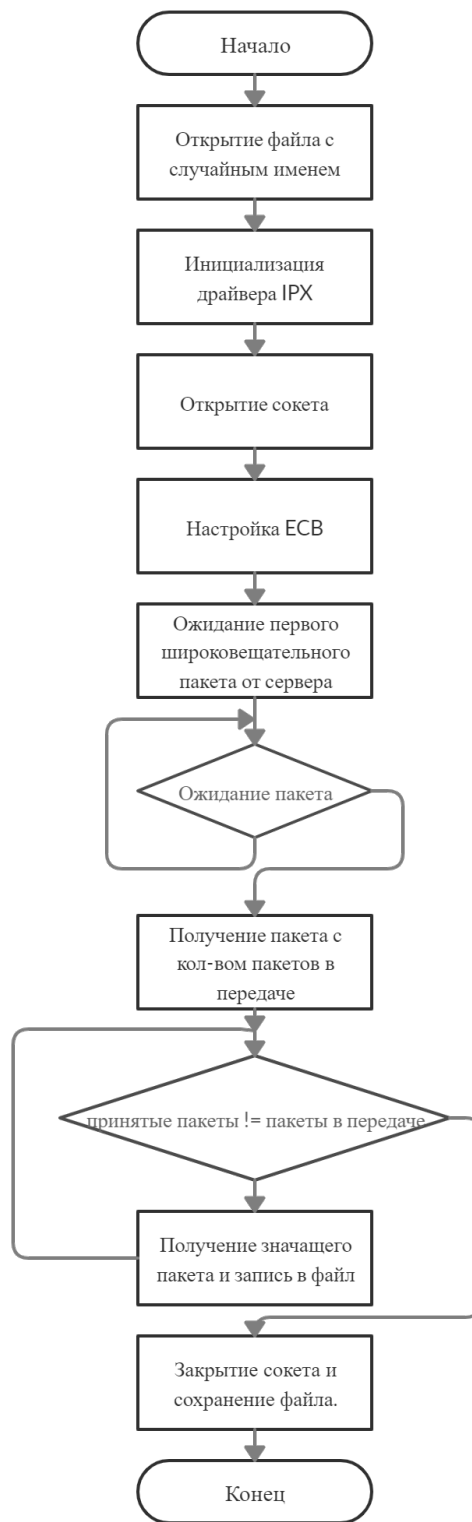 Начало
Открытие файла с
случайным именем
Инициализация
драйвера IPX
Открытие сокета
Настройка ECB
Ожидание первого
широковещательного
пакета от сервера
Ожидание пакета
Получение пакета с
кол-вом пакетов в
передаче
принятые пакеты != пакеты в передаче
Получение значащего
пакета и запись в файл
Закрытие сокета и
сохранение файла.
Конец